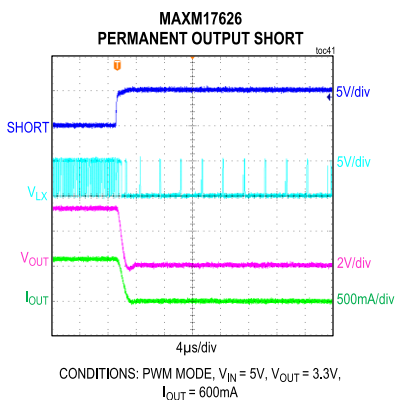 MAXM17626
PERMANENT OUTPUT SHORT
toc41
T
SHORT
5V/div
5V/div
VLX
VOUT
2V/div
IOUT
500mA/div
4µs/div
CONDITIONS: PWM MODE, VIN = 5V, VOUT = 3.3V,
IOUT = 600mA